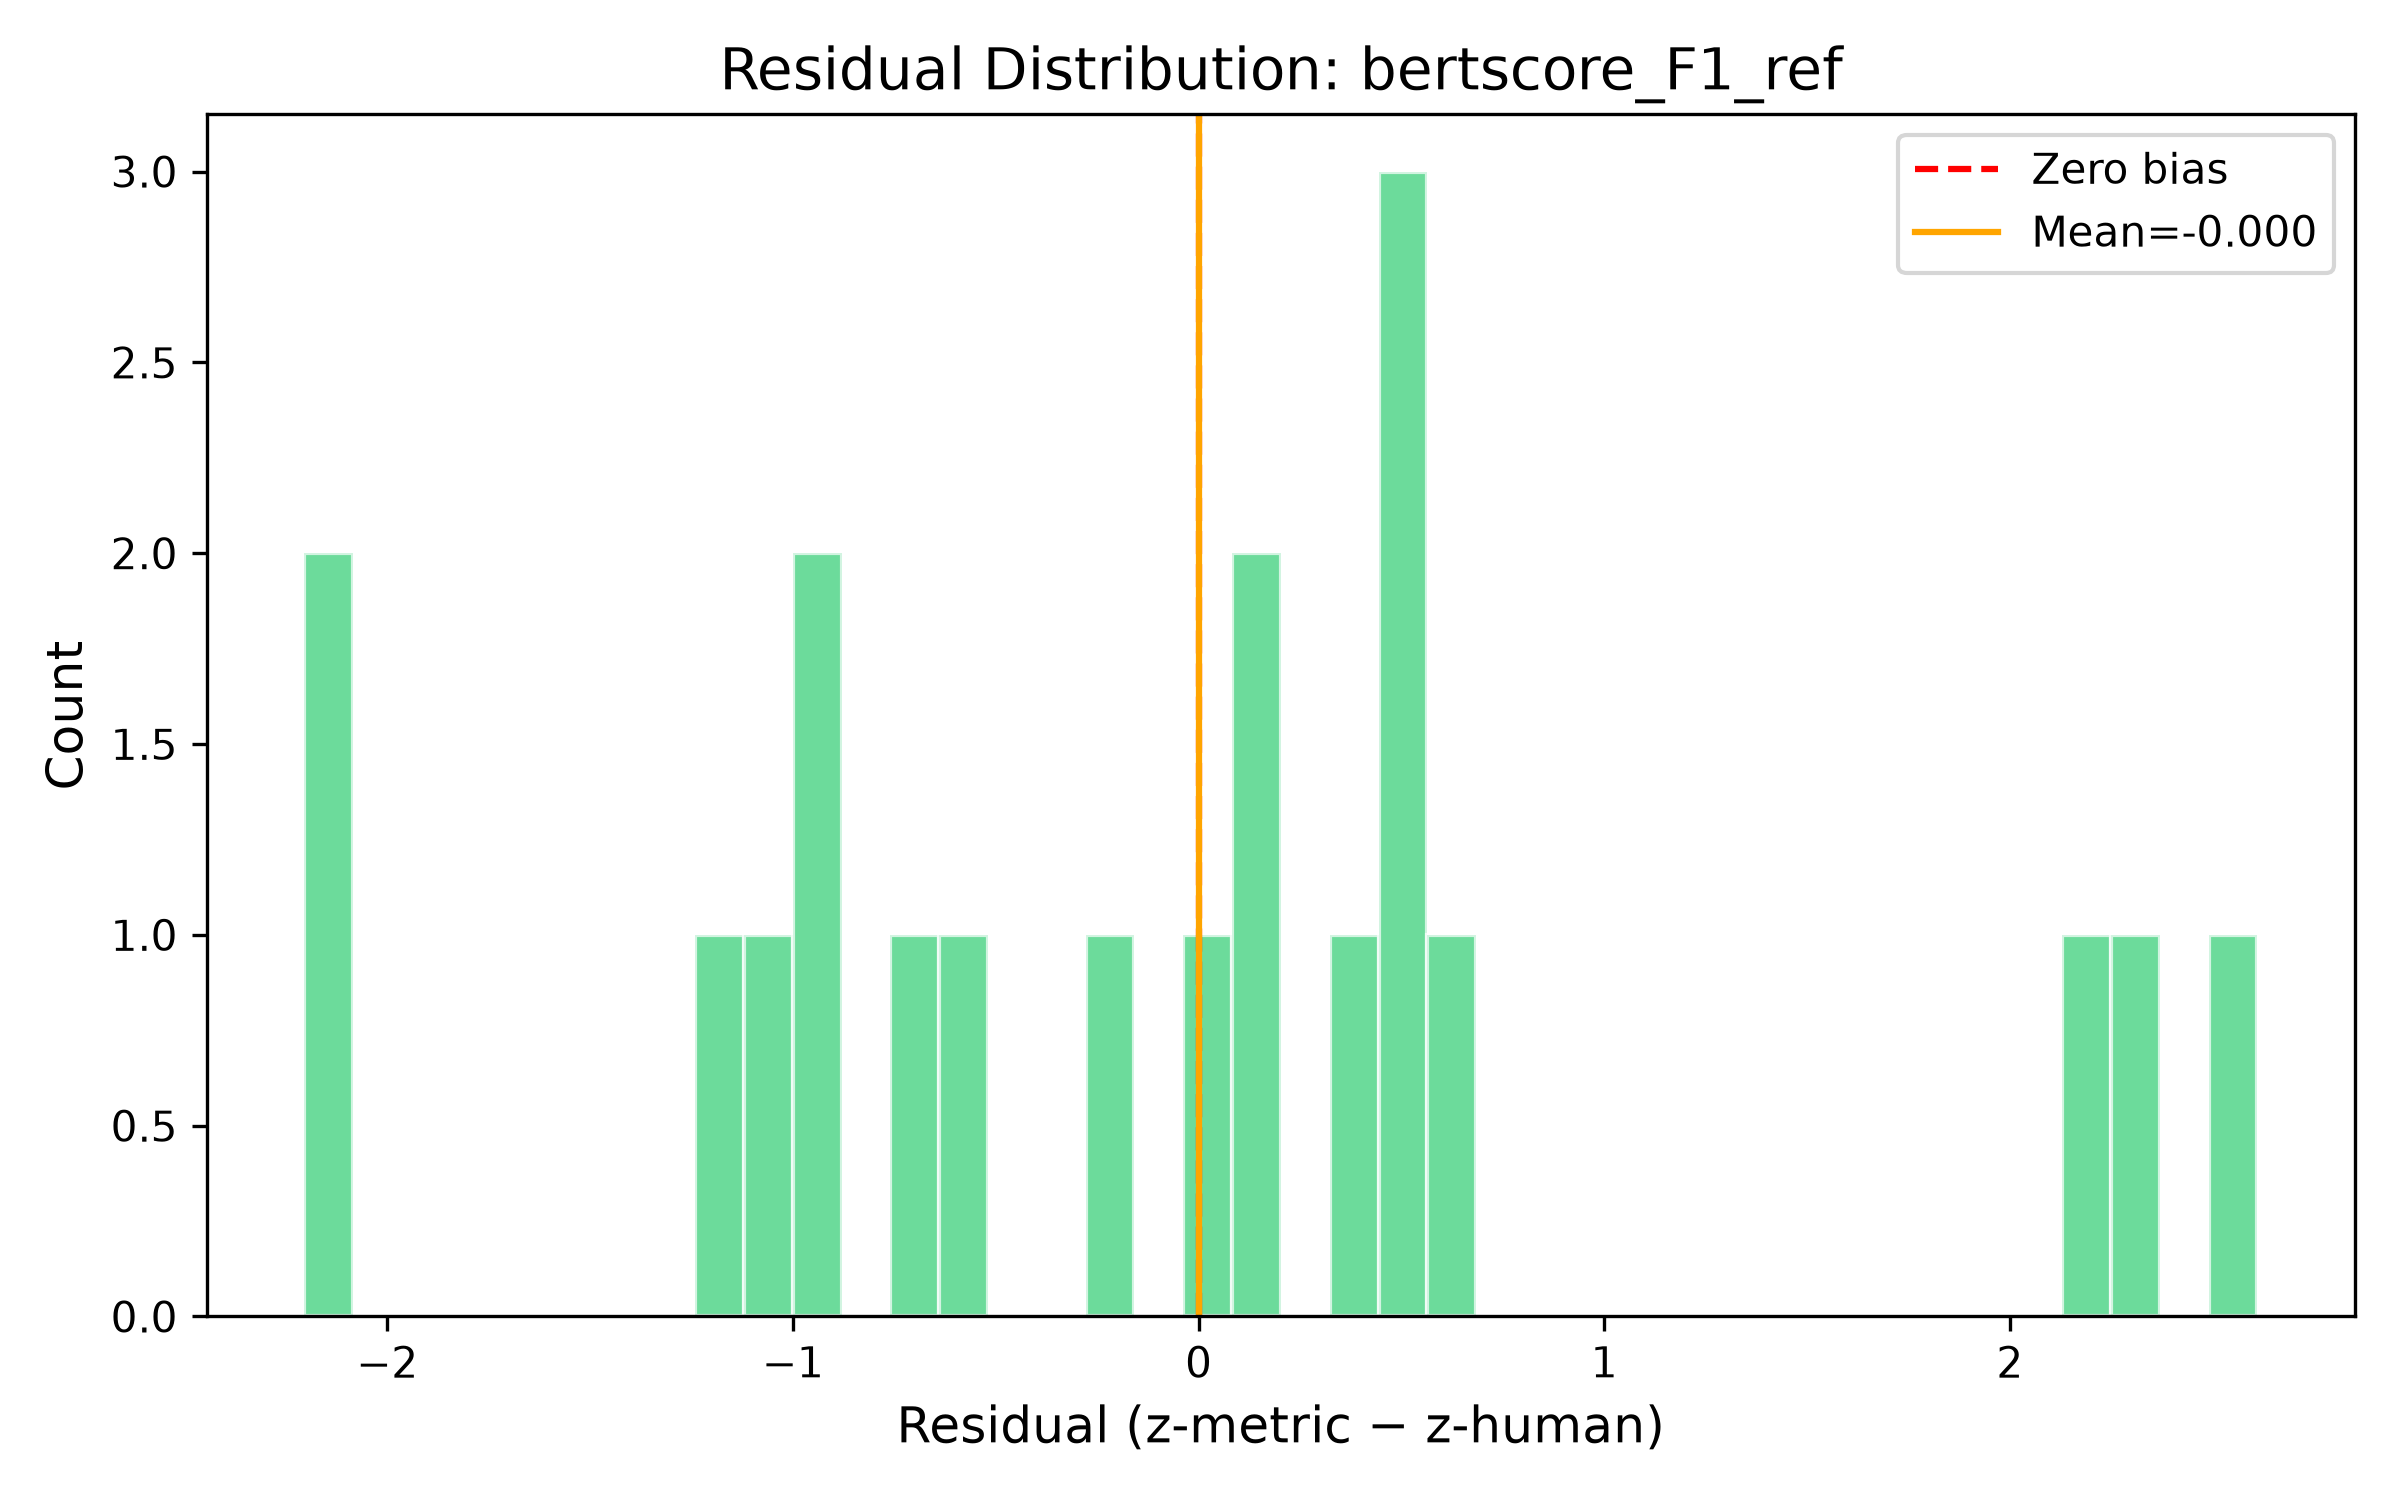 Residual Distribution: bertscore_F1_ref
Zero bias
Mean=-0.000
3.0
2.5
2.0
1.5
1.0
0.5
0.0
Count
−2
−1
0
1
2
Residual (z-metric − z-human)